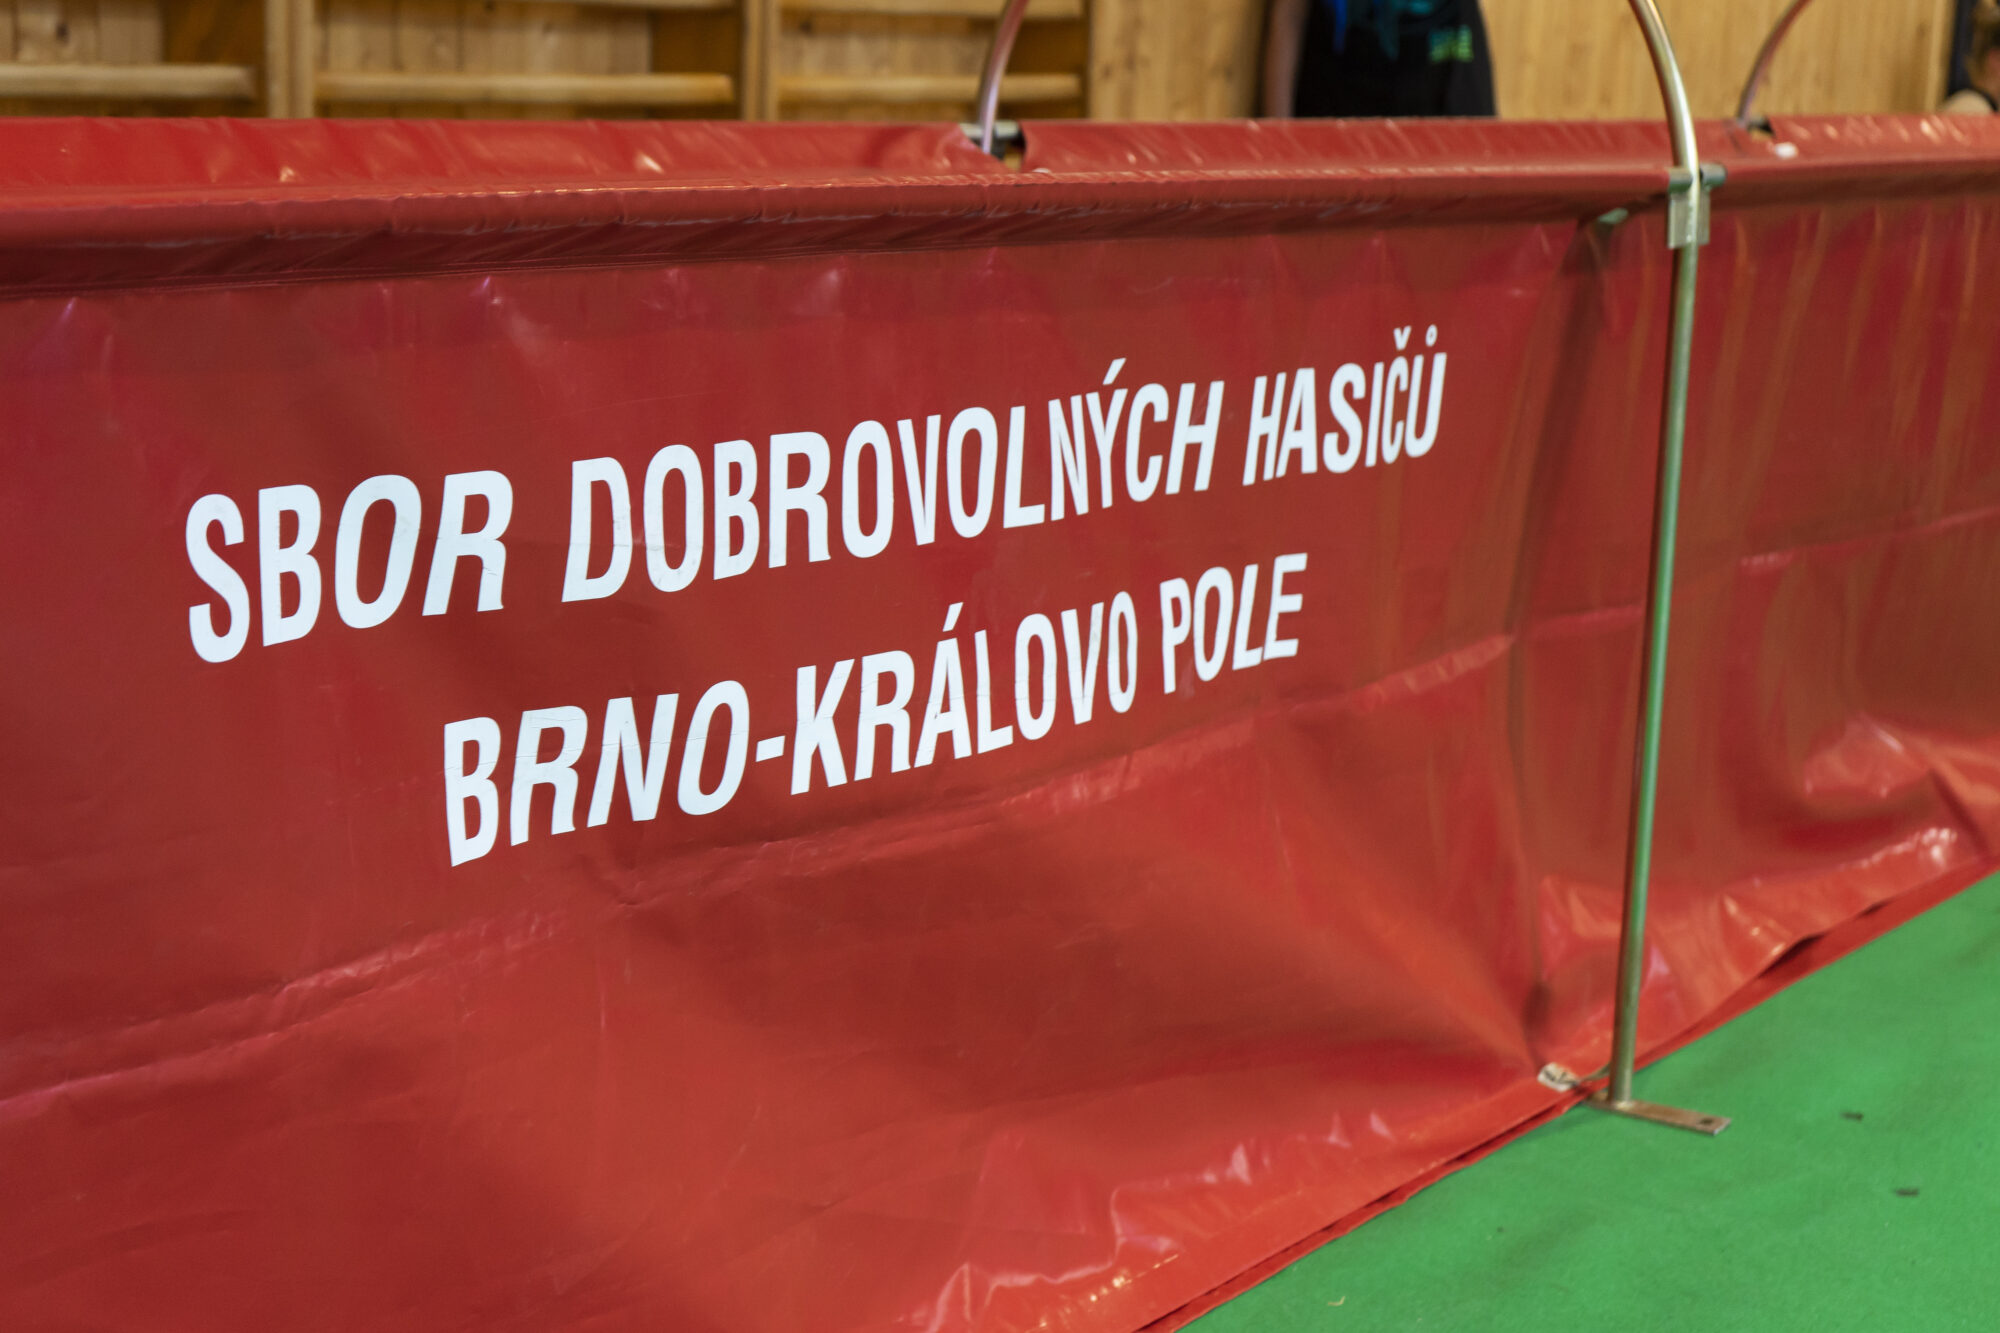 SBOR DOBROVOLNÝCH HASIČŮ
BRNO-KRÁLOVO POLE